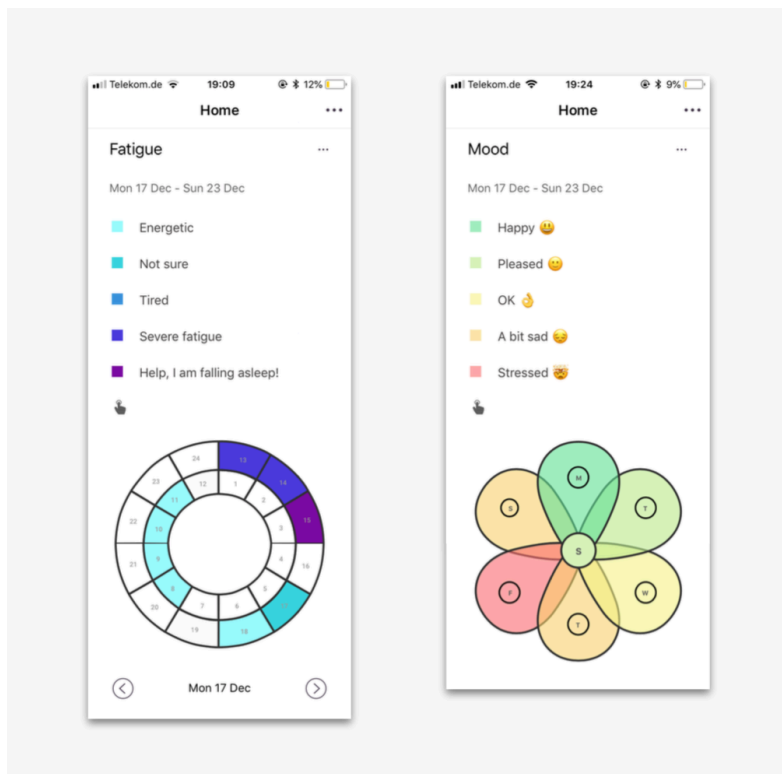 Telekom.de 19:09 12%
Home
Fatigue
Mon 17 Dec - Sun 23 Dec
Energetic
Not sure
Tired
Severe fatigue
Help, I am falling asleep!
24 13
23 12 1 14
11 2
22 10 3 15
21 9 4 16
8 5
20 7 6
19 18
Mon 17 Dec
Telekom.de 19:24 9%
Home
Mood
Mon 17 Dec - Sun 23 Dec
Happy 😃
Pleased 😊
OK 👌
A bit sad 😔
Stressed 🤯
M
S T
S
F W
T